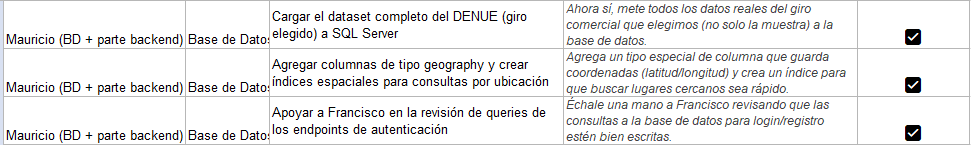 Cargar el dataset completo del DENUE (giro
elegido) a SQL Server
Ahora sí, mete todos los datos reales del giro
comercial que elegimos (no solo la muestra) a la
base de datos.
Mauricio (BD + parte backend) Base de Datos
Agregar columnas de tipo geography y crear
índices espaciales para consultas por ubicación
Agrega un tipo especial de columna que guarda
coordenadas (latitud/longitud) y crea un índice para
que buscar lugares cercanos sea rápido.
Mauricio (BD + parte backend) Base de Datos
Apoyar a Francisco en la revisión de queries de
los endpoints de autenticación
Échale una mano a Francisco revisando que las
consultas a la base de datos para login/registro
estén bien escritas.
Mauricio (BD + parte backend) Base de Datos